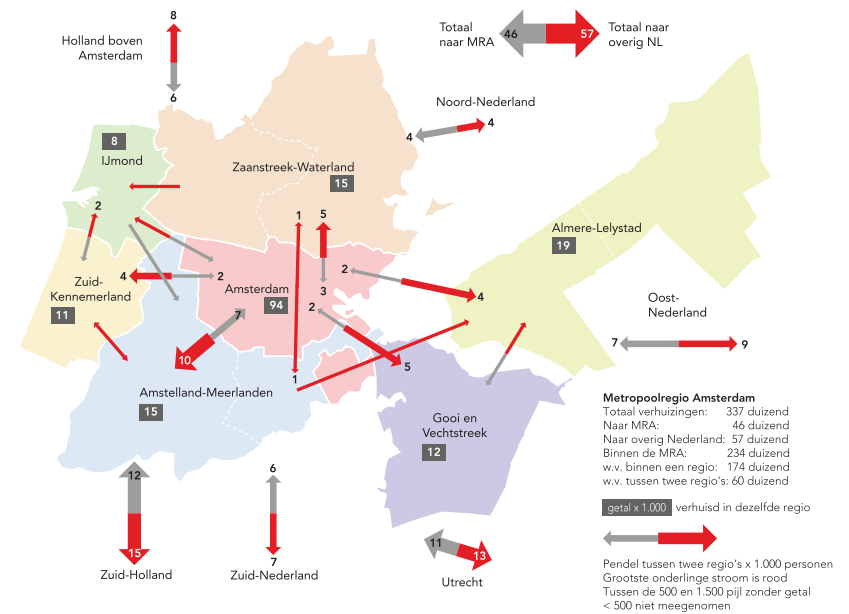 8
Holland boven
Amsterdam
6
Totaal
naar MRA
46
57
Totaal naar
overig NL
Noord-Nederland
4
4
8
IJmond
Zaanstreek-Waterland
15
2
1
5
Almere-Lelystad
19
4
2
Zuid-
Kennemerland
11
Amsterdam
94
2
3
2
4
7
10
5
1
Oost-
Nederland
7
9
Amstelland-Meerlanden
15
Gooi en
Vechtstreek
12
Metropoolregio Amsterdam
Totaal verhuizingen: 337 duizend
Naar MRA: 46 duizend
Naar overig Nederland: 57 duizend
Binnen de MRA: 234 duizend
w.v. binnen een regio: 174 duizend
w.v. tussen twee regio's: 60 duizend
getal x 1.000 verhuisd in dezelfde regio
12
15
Zuid-Holland
6
7
Zuid-Nederland
11
13
Utrecht
Pendel tussen twee regio's x 1.000 personen
Grootste onderlinge stroom is rood
Tussen de 500 en 1.500 pijl zonder getal
< 500 niet meegenomen